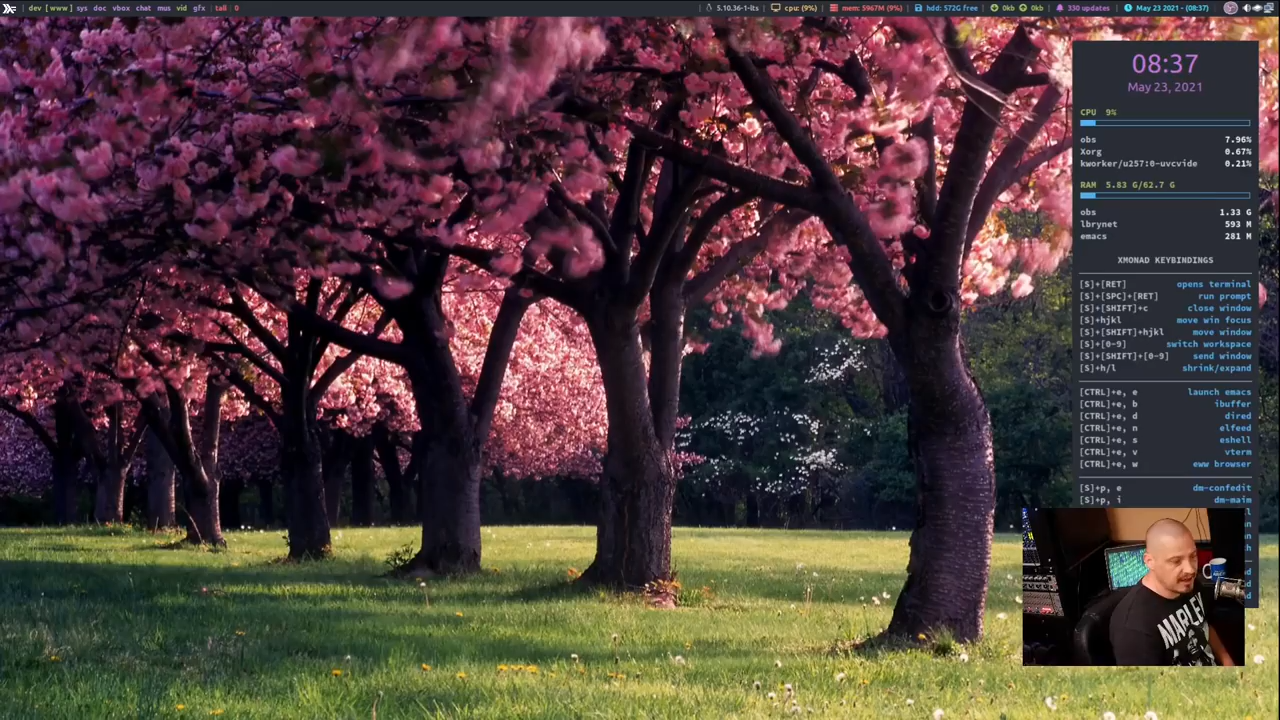 dev [ www ] sys doc vbox chat mus vid gfx | tall | 0
| 5.10.36-1-lts | cpu: (9%) | mem: 5967M (9%) | hdd: 572G free | 0kb 0kb | 330 updates | May 23 2021 - (08:37) |
08:37
May 23, 2021
CPU 9%
obs 7.96%
Xorg 0.67%
kworker/u257:0-uvcvide 0.21%
RAM 5.83 G/62.7 G
obs 1.33 G
lbrynet 593 M
emacs 281 M
XMONAD KEYBINDINGS
[S]+[RET] opens terminal
[S]+[SPC]+[RET] run prompt
[S]+[SHIFT]+c close window
[S]+hjkl move win focus
[S]+[SHIFT]+hjkl move window
[S]+[0-9] switch workspace
[S]+[SHIFT]+[0-9] send window
[S]+h/l shrink/expand
[CTRL]+e, e launch emacs
[CTRL]+e, b ibuffer
[CTRL]+e, d dired
[CTRL]+e, n elfeed
[CTRL]+e, s eshell
[CTRL]+e, v vterm
[CTRL]+e, w eww browser
[S]+p, e dm-confedit
[S]+p, i dm-maim
MARLEY